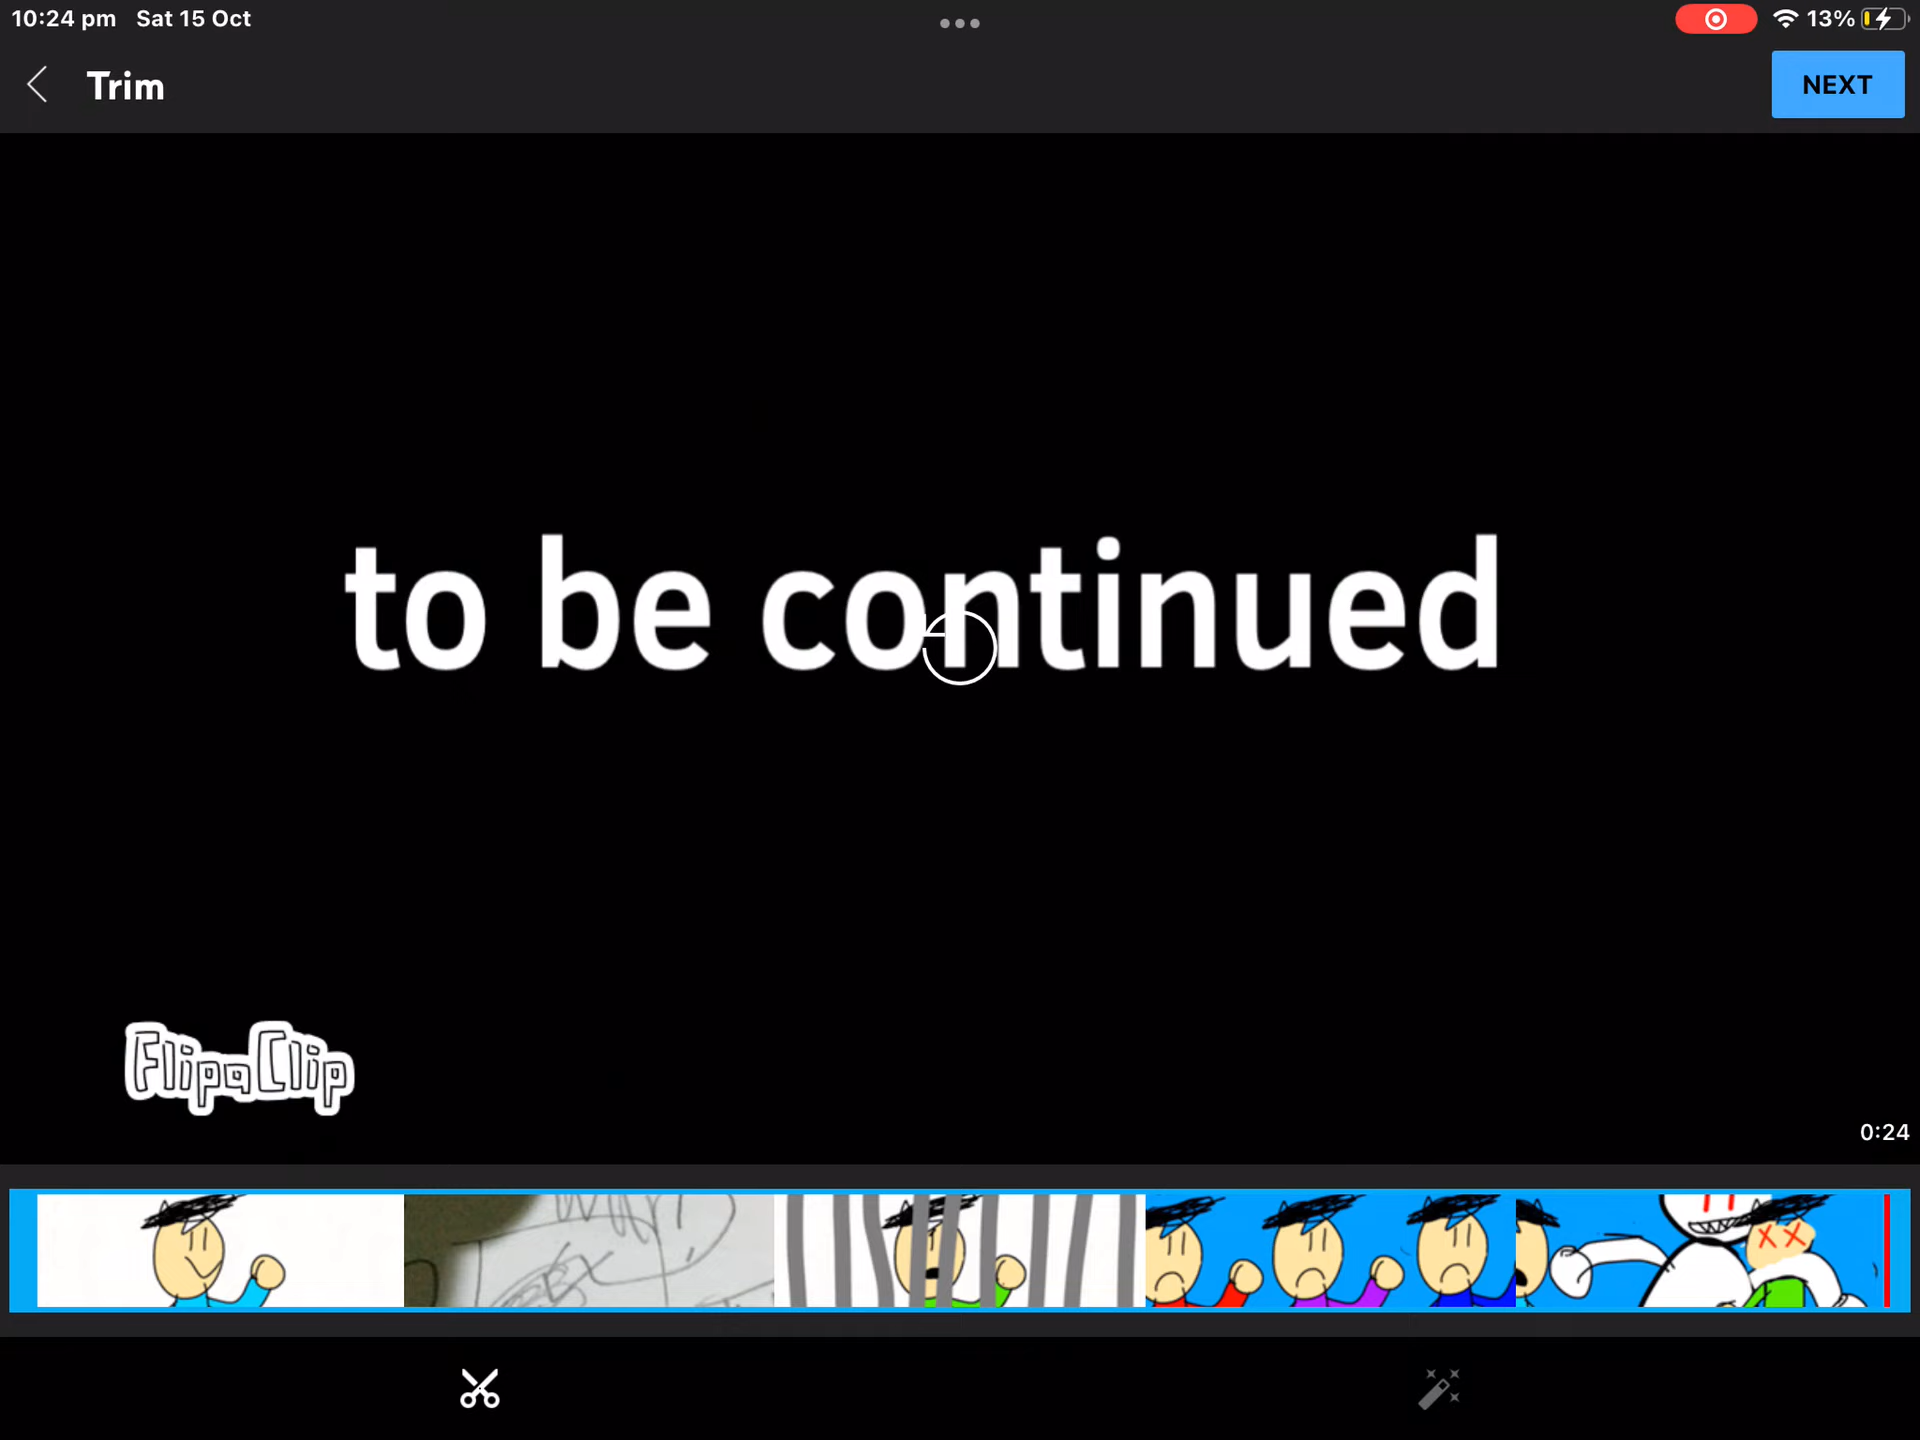 10:24 pm Sat 15 Oct
13%
Trim
NEXT
to be continued
FlipaClip
0:24